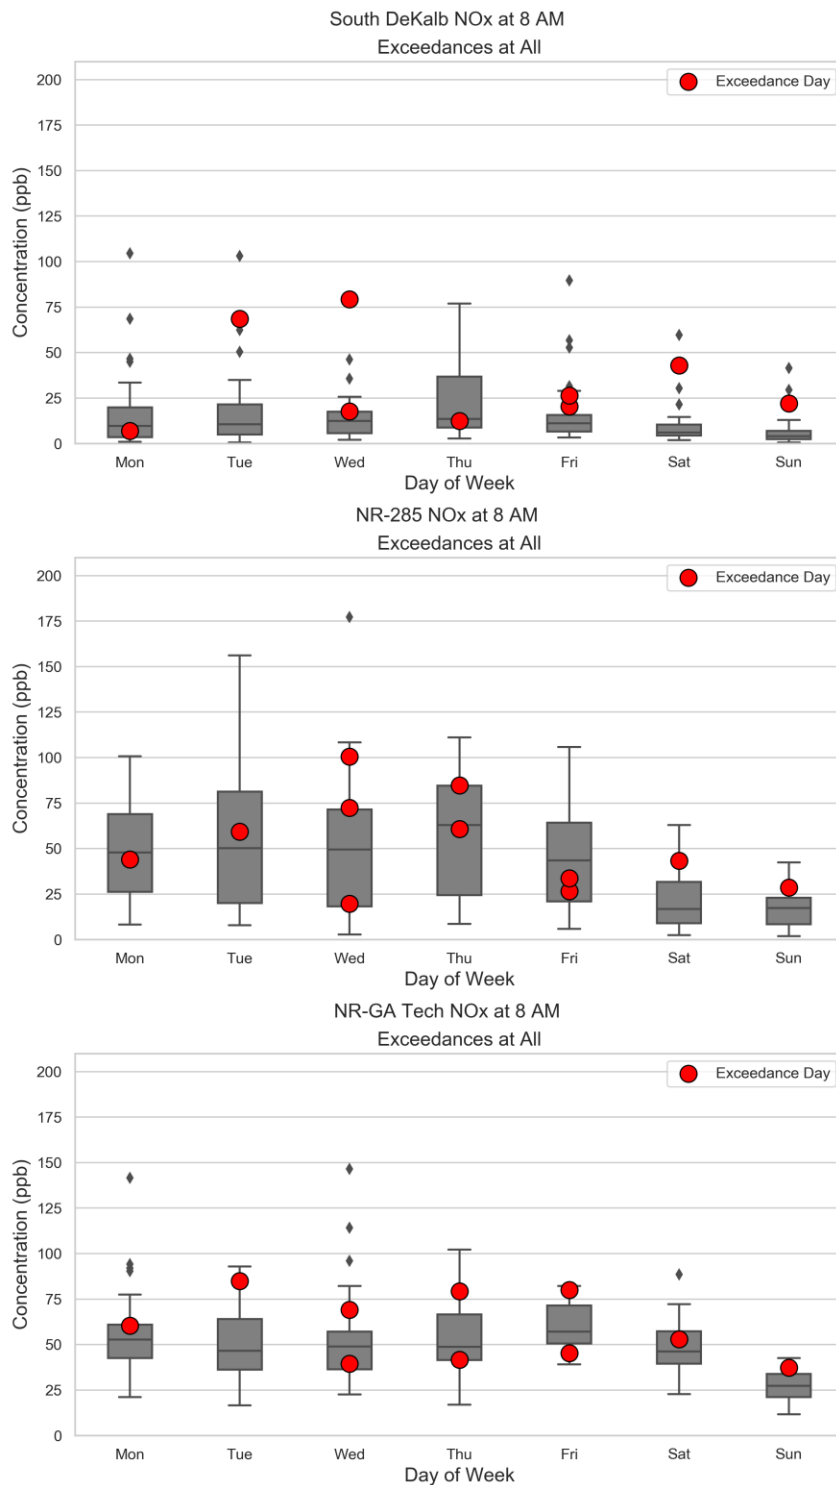 South DeKalb NOx at 8 AM
Exceedances at All
Exceedance Day
200
175
150
125
100
75
50
25
0
Concentration (ppb)
Mon Tue Wed Thu Fri Sat Sun
Day of Week
NR-285 NOx at 8 AM
Exceedances at All
Exceedance Day
200
175
150
125
100
75
50
25
0
Concentration (ppb)
Mon Tue Wed Thu Fri Sat Sun
Day of Week
NR-GA Tech NOx at 8 AM
Exceedances at All
Exceedance Day
200
175
150
125
100
75
50
25
0
Concentration (ppb)
Mon Tue Wed Thu Fri Sat Sun
Day of Week